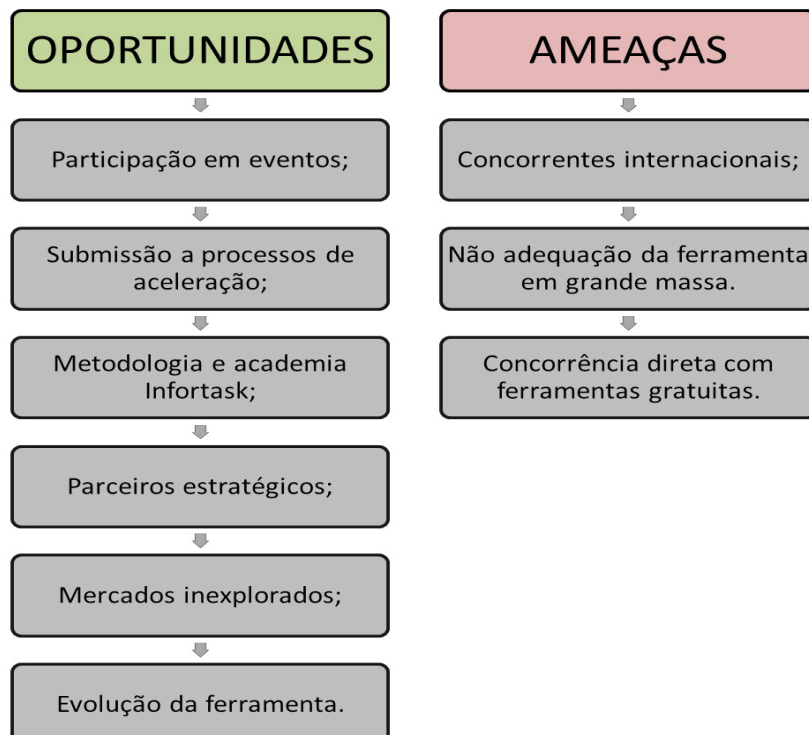 OPORTUNIDADES
Participação em eventos;
Submissão a processos de
aceleração;
Metodologia e academia
Infortask;
Parceiros estratégicos;
Mercados inexplorados;
Evolução da ferramenta.
AMEAÇAS
Concorrentes internacionais;
Não adequação da ferramenta
em grande massa.
Concorrência direta com
ferramentas gratuitas.